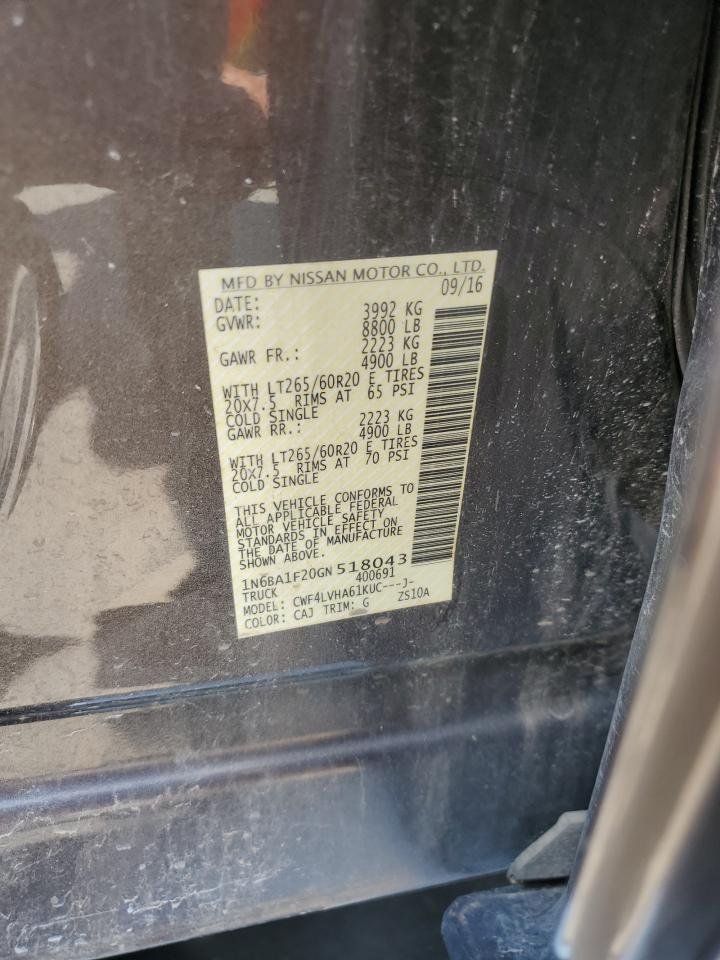 MFD BY NISSAN MOTOR CO., LTD.
DATE: 09/16
GVWR: 3992 KG
8800 LB
GAWR FR.: 2223 KG
4900 LB
WITH LT265/60R20 E TIRES
20X7.5 RIMS AT 65 PSI
COLD SINGLE
GAWR RR.: 2223 KG
4900 LB
WITH LT265/60R20 E TIRES
20X7.5 RIMS AT 70 PSI
COLD SINGLE
THIS VEHICLE CONFORMS TO
ALL APPLICABLE FEDERAL
MOTOR VEHICLE SAFETY
STANDARDS IN EFFECT ON
THE DATE OF MANUFACTURE
SHOWN ABOVE.
1N6BA1F20GN518043
TRUCK 400691
MODEL: CWF4LVHA61KUC---J-
COLOR: CAJ TRIM: G ZS10A